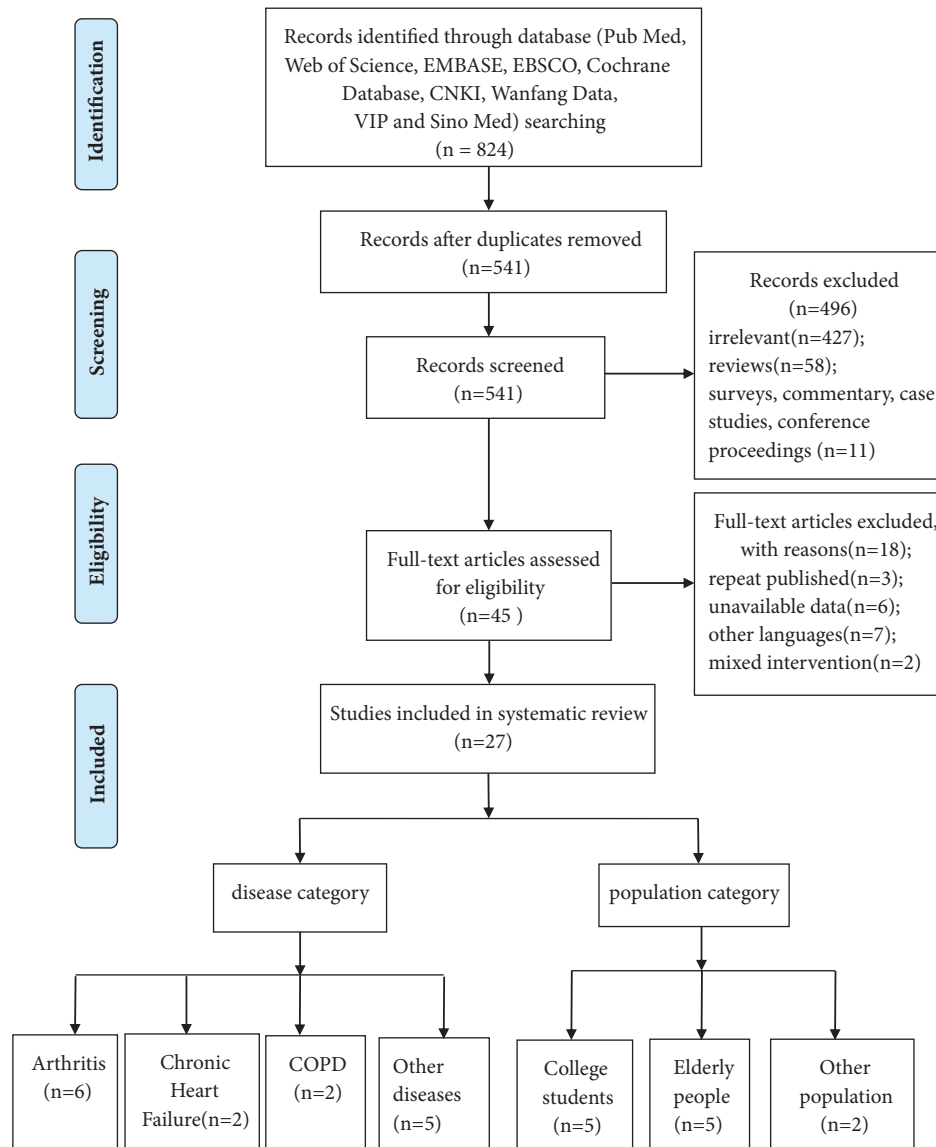 Identification
Records identified through database (Pub Med,
Web of Science, EMBASE, EBSCO, Cochrane
Database, CNKI, Wanfang Data,
VIP and Sino Med) searching
(n = 824)
Records after duplicates removed
(n=541)
Screening
Records screened
(n=541)
Records excluded
(n=496)
irrelevant(n=427);
reviews(n=58);
surveys, commentary, case
studies, conference
proceedings (n=11)
Eligibility
Full-text articles assessed
for eligibility
(n=45 )
Full-text articles excluded,
with reasons(n=18);
repeat published(n=3);
unavailable data(n=6);
other languages(n=7);
mixed intervention(n=2)
Included
Studies included in systematic review
(n=27)
disease category
population category
Arthritis
(n=6)
Chronic
Heart
Failure(n=2)
COPD
(n=2)
Other
diseases
(n=5)
College
students
(n=5)
Elderly
people
(n=5)
Other
population
(n=2)